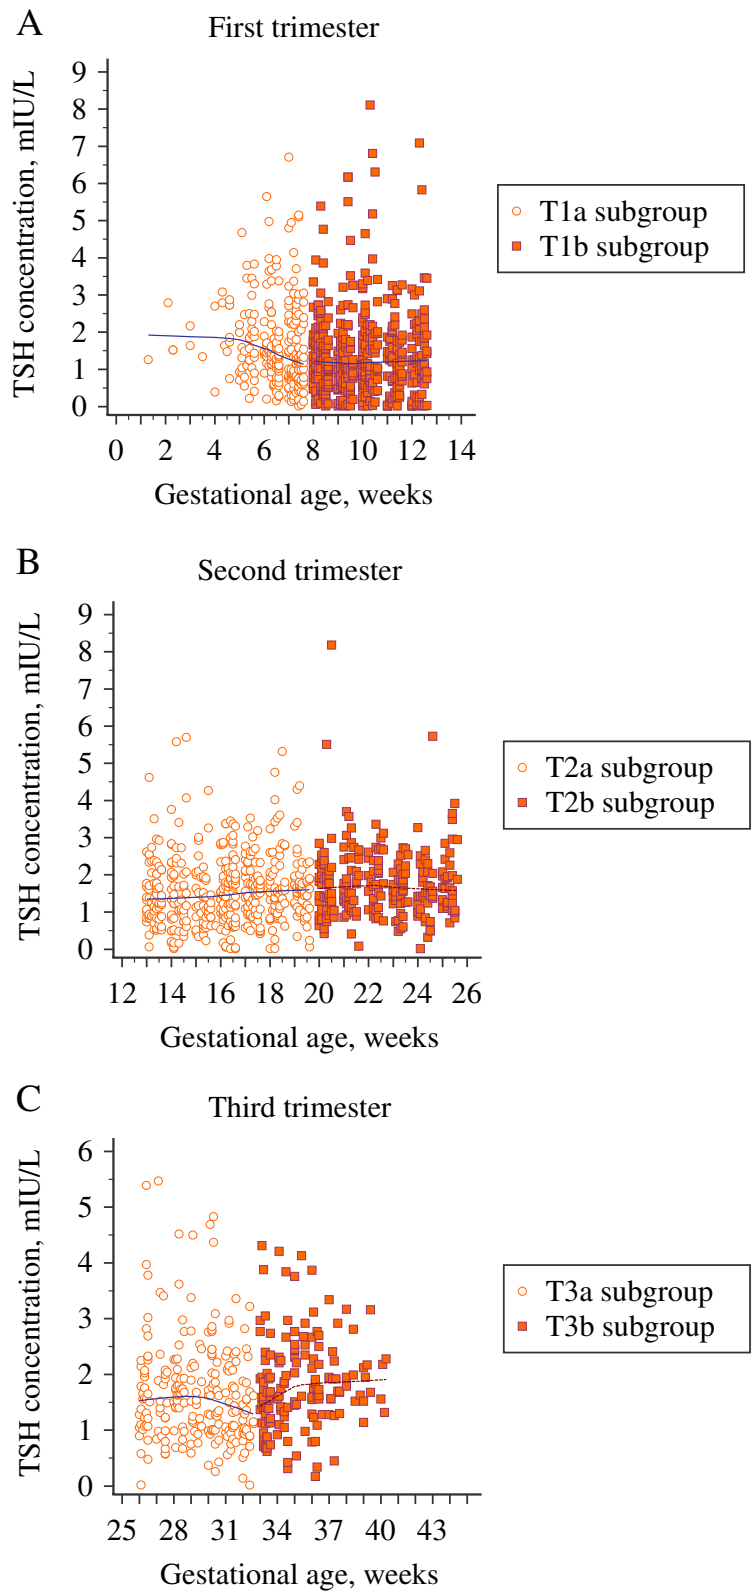 A
First trimester
TSH concentration, mIU/L
9
8
7
6
5
4
3
2
1
0
0 2 4 6 8 10 12 14
Gestational age, weeks
T1a subgroup
T1b subgroup
B
Second trimester
TSH concentration, mIU/L
9
8
7
6
5
4
3
2
1
0
12 14 16 18 20 22 24 26
Gestational age, weeks
T2a subgroup
T2b subgroup
C
Third trimester
TSH concentration, mIU/L
6
5
4
3
2
1
0
25 28 31 34 37 40 43
Gestational age, weeks
T3a subgroup
T3b subgroup